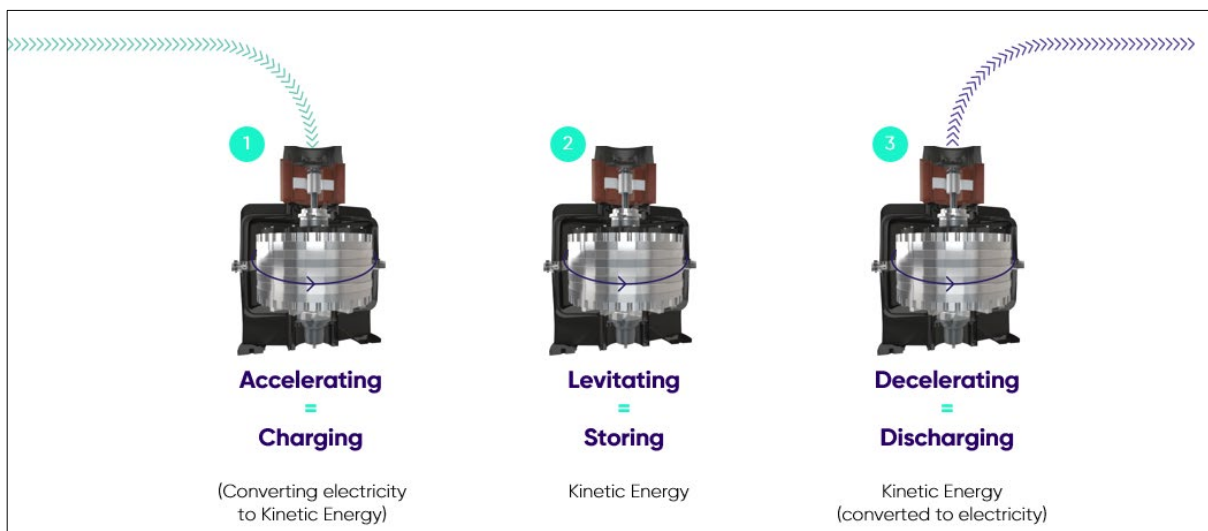 1
2
3
Accelerating
=
Charging
(Converting electricity
to Kinetic Energy)
Levitating
=
Storing
Kinetic Energy
Decelerating
=
Discharging
Kinetic Energy
(converted to electricity)